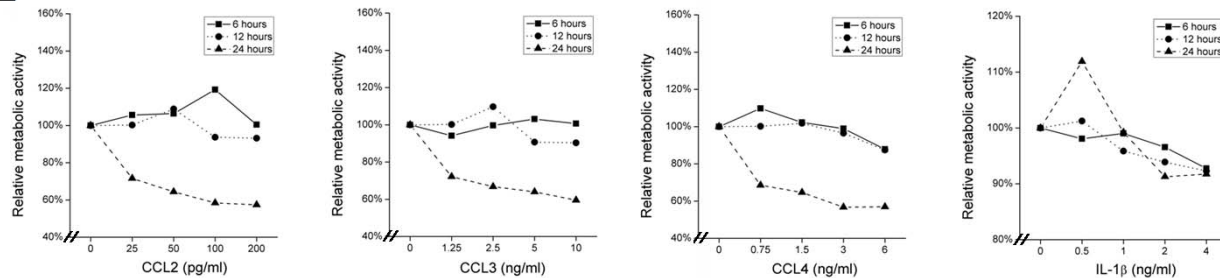 Relative metabolic activity
160%
140%
120%
100%
80%
60%
40%
6 hours
12 hours
24 hours
0 25 50 100 200
CCL2 (pg/ml)
Relative metabolic activity
160%
140%
120%
100%
80%
60%
40%
6 hours
12 hours
24 hours
0 1.25 2.5 5 10
CCL3 (ng/ml)
Relative metabolic activity
160%
140%
120%
100%
80%
60%
40%
6 hours
12 hours
24 hours
0 0.75 1.5 3 6
CCL4 (ng/ml)
Relative metabolic activity
120%
110%
100%
90%
80%
6 hours
12 hours
24 hours
0 0.5 1 2 4
IL-1β (ng/ml)